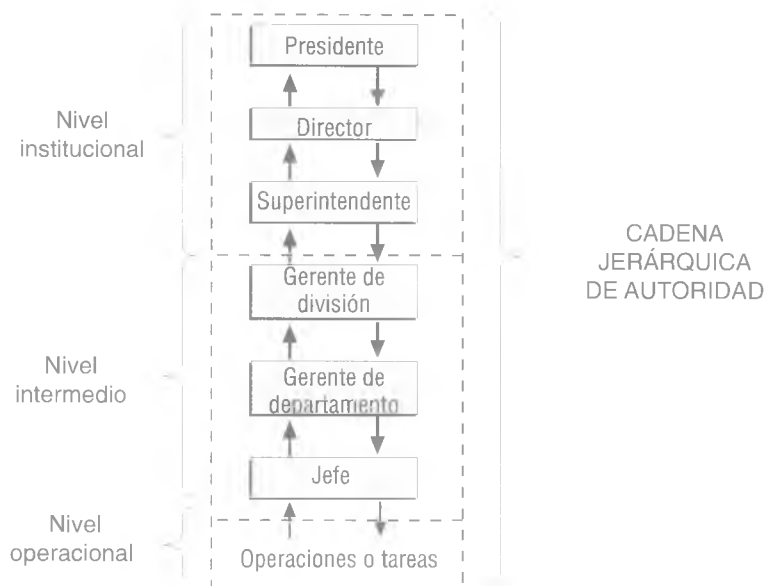 Presidente
Nivel
institucional
Director
Superintendente
CADENA
JERÁRQUICA
DE AUTORIDAD
Gerente de
división
Nivel
intermedio
Gerente de
departamento
Jefe
Nivel
operacional
Operaciones o tareas